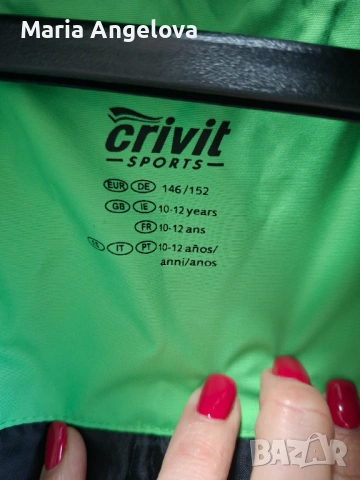 Maria Angelova
crivit
SPORTS
EUR DE 146/152
GB IE 10-12 years
FR 10-12 ans
ES IT PT 10-12 años/
anni/anos
BAZAR